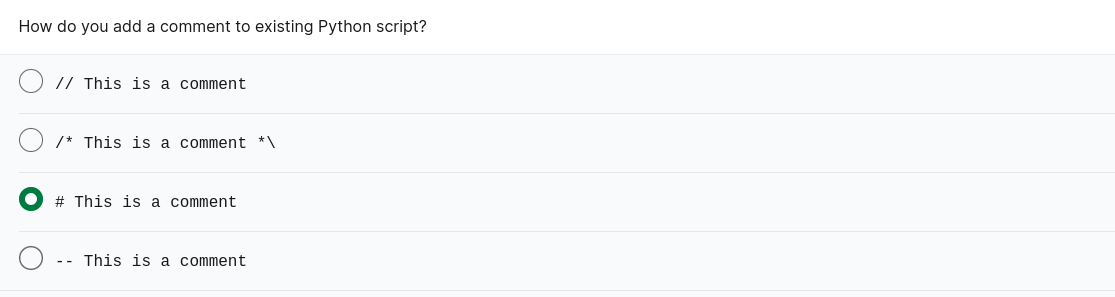 How do you add a comment to existing Python script?
// This is a comment
/* This is a comment *\
# This is a comment
-- This is a comment